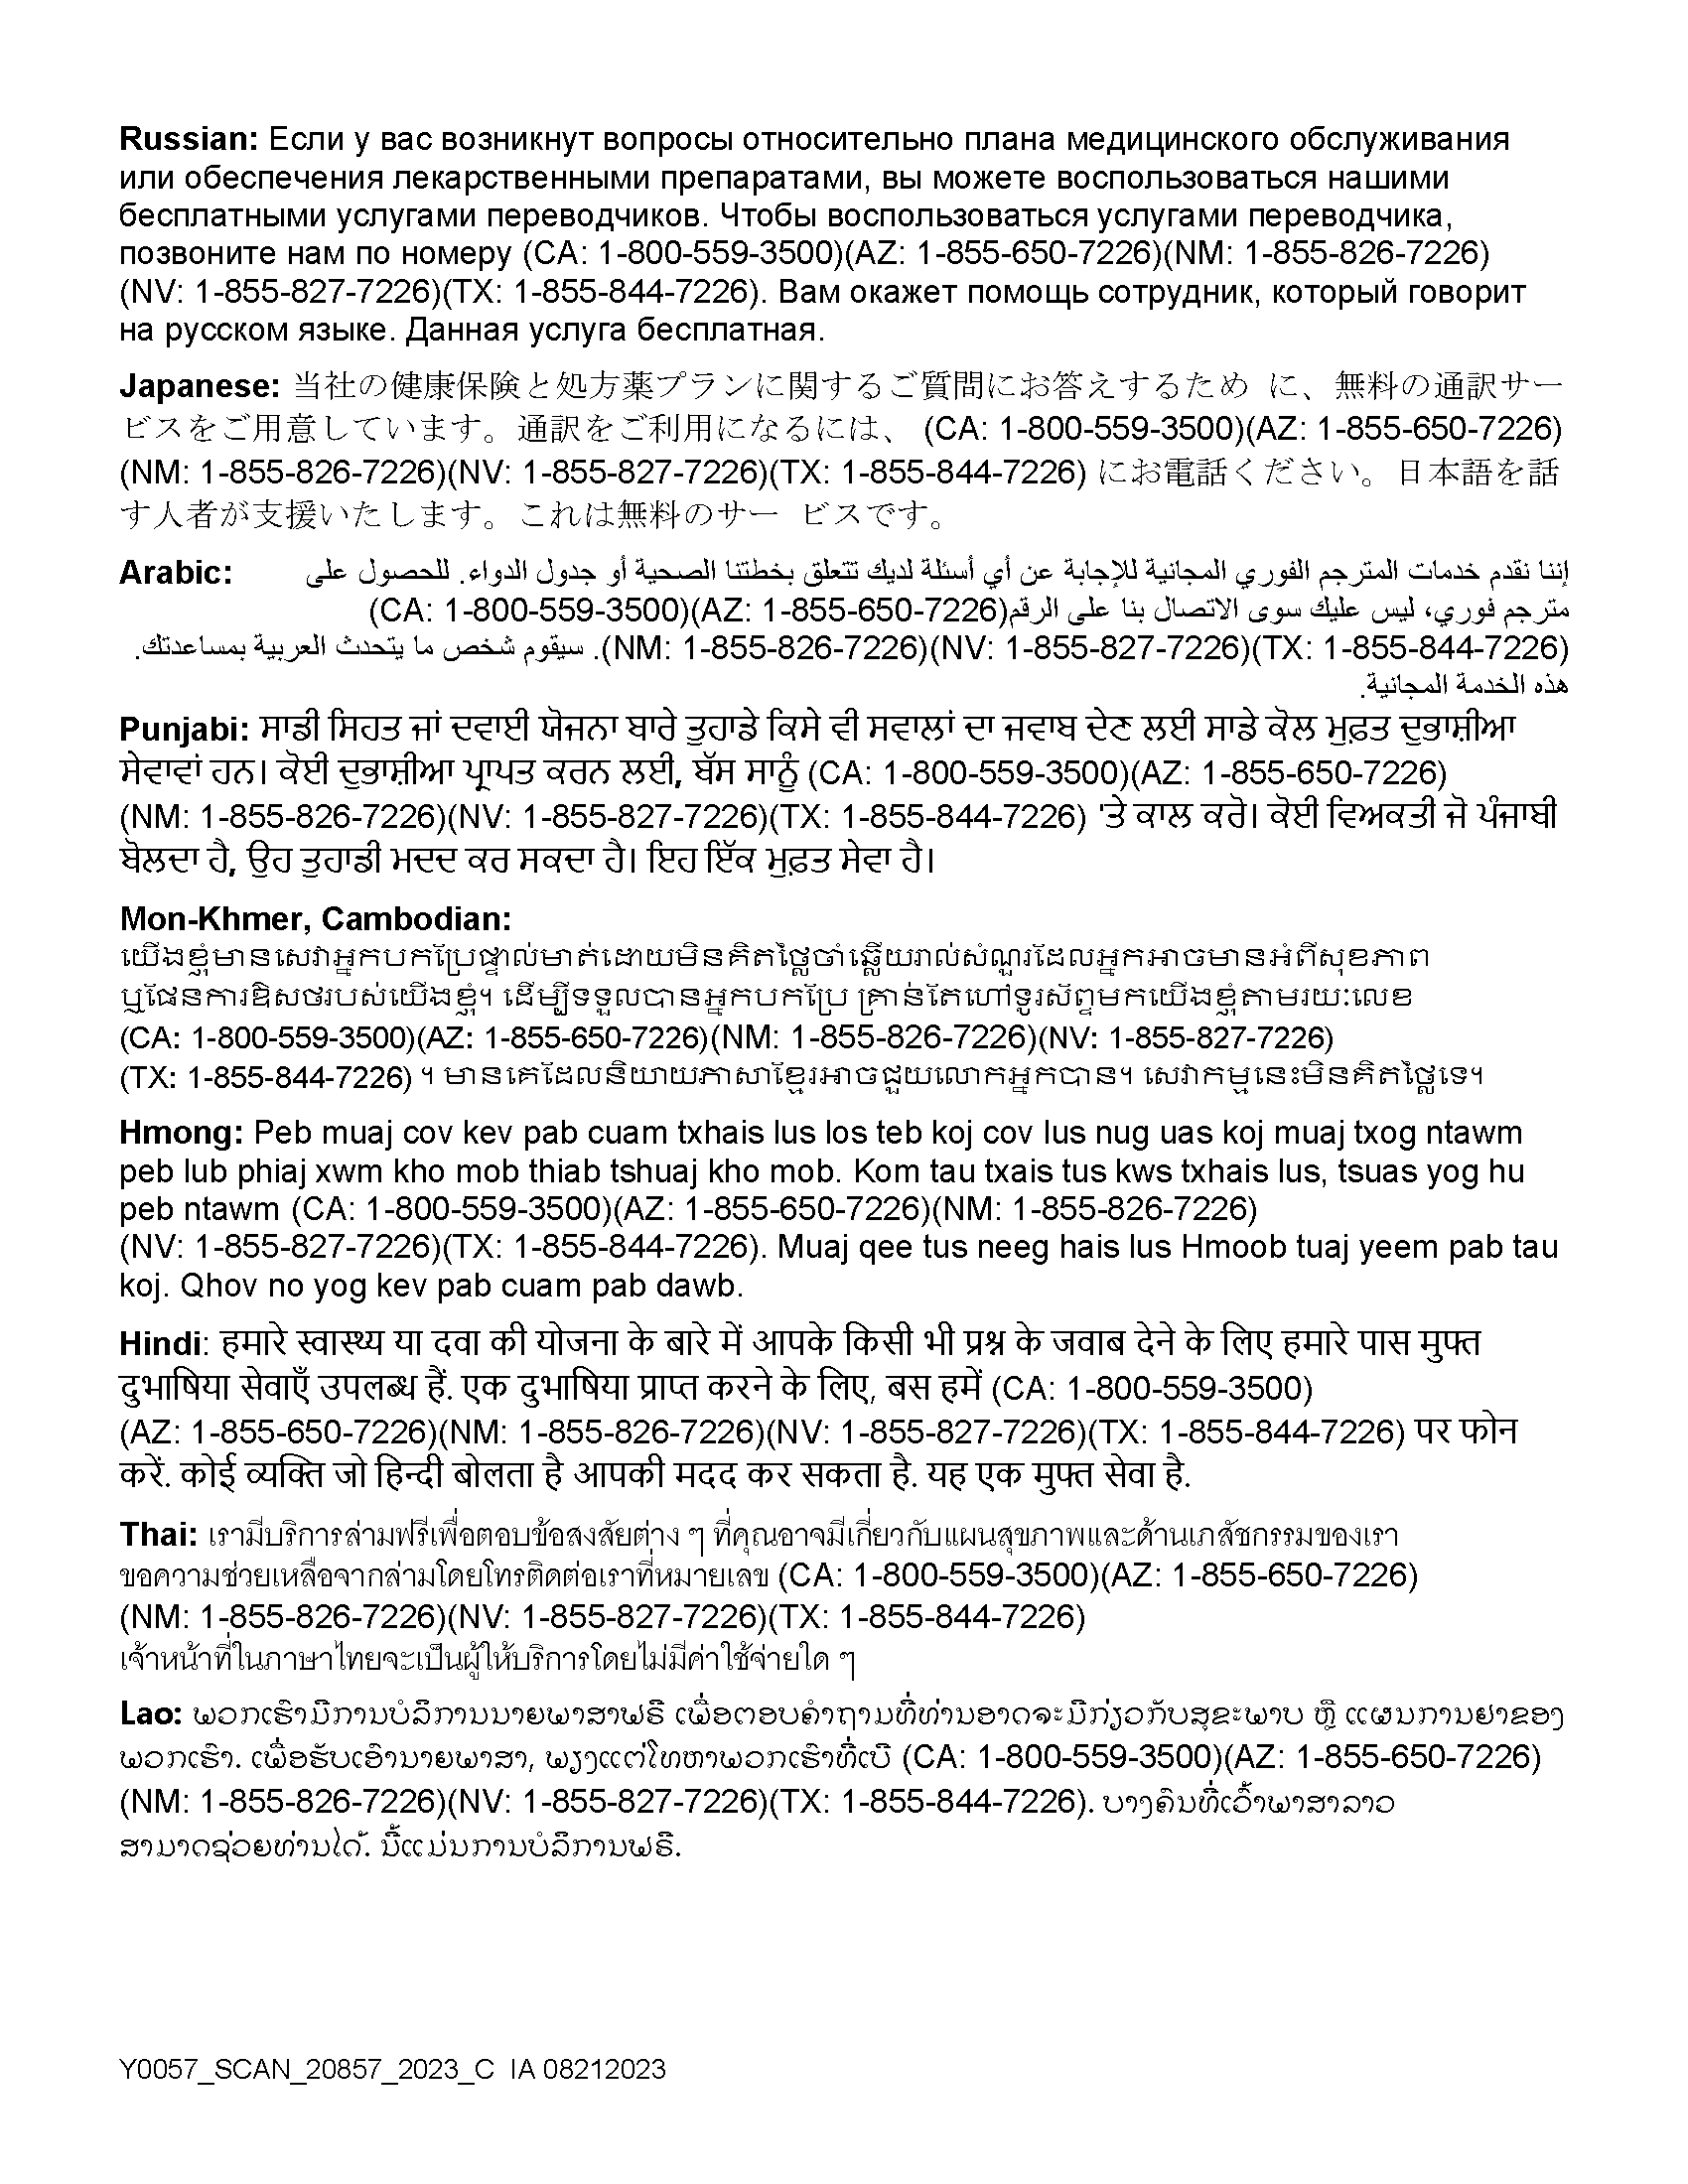 Russian: Если у вас возникнут вопросы относительно плана медицинского обслуживания
или обеспечения лекарственными препаратами, вы можете воспользоваться нашими
бесплатными услугами переводчиков. Чтобы воспользоваться услугами переводчика,
позвоните нам по номеру (CA: 1-800-559-3500)(AZ: 1-855-650-7226)(NM: 1-855-826-7226)
(NV: 1-855-827-7226)(TX: 1-855-844-7226). Вам окажет помощь сотрудник, который говорит
на русском языке. Данная услуга бесплатная.
Japanese: 当社の健康保険と処方薬プランに関するご質問にお答えするため に、無料の通訳サー
ビスをご用意しています。通訳をご利用になるには、 (CA: 1-800-559-3500)(AZ: 1-855-650-7226)
(NM: 1-855-826-7226)(NV: 1-855-827-7226)(TX: 1-855-844-7226) にお電話ください。日本語を話
す人者が支援いたします。これは無料のサー ビスです。
Arabic: إننا نقدم خدمات المترجم الفوري المجانية للإجابة عن أي أسئلة لديك تتعلق بخطتنا الصحية أو جدول الدواء. للحصول على
مترجم فوري، ليس عليك سوى الاتصال بنا على الرقم(CA: 1-800-559-3500)(AZ: 1-855-650-7226)
(NM: 1-855-826-7226)(NV: 1-855-827-7226)(TX: 1-855-844-7226). سيقوم شخص ما يتحدث العربية بمساعدتك.
هذه الخدمة المجانية.
Punjabi: ਸਾਡੀ ਸਿਹਤ ਜਾਂ ਦਵਾਈ ਯੋਜਨਾ ਬਾਰੇ ਤੁਹਾਡੇ ਕਿਸੇ ਵੀ ਸਵਾਲਾਂ ਦਾ ਜਵਾਬ ਦੇਣ ਲਈ ਸਾਡੇ ਕੋਲ ਮੁਫ਼ਤ ਦੁਭਾਸ਼ੀਆ
ਸੇਵਾਵਾਂ ਹਨ। ਕੋਈ ਦੁਭਾਸ਼ੀਆ ਪ੍ਰਾਪਤ ਕਰਨ ਲਈ, ਬੱਸ ਸਾਨੂੰ (CA: 1-800-559-3500)(AZ: 1-855-650-7226)
(NM: 1-855-826-7226)(NV: 1-855-827-7226)(TX: 1-855-844-7226) 'ਤੇ ਕਾਲ ਕਰੋ। ਕੋਈ ਵਿਅਕਤੀ ਜੋ ਪੰਜਾਬੀ
ਬੋਲਦਾ ਹੈ, ਉਹ ਤੁਹਾਡੀ ਮਦਦ ਕਰ ਸਕਦਾ ਹੈ। ਇਹ ਇੱਕ ਮੁਫ਼ਤ ਸੇਵਾ ਹੈ।
Mon-Khmer, Cambodian:
យើងខ្ញុំមានសេវាអ្នកបកប្រែផ្ទាល់មាត់ដោយមិនគិតថ្លៃចាំឆ្លើយរាល់សំណួរដែលអ្នកអាចមានអំពីសុខភាព
ឬផែនការឱសថរបស់យើងខ្ញុំ។ ដើម្បីទទួលបានអ្នកបកប្រែ គ្រាន់តែហៅទូរស័ព្ទមកយើងខ្ញុំតាមរយៈលេខ
(CA: 1-800-559-3500)(AZ: 1-855-650-7226)(NM: 1-855-826-7226)(NV: 1-855-827-7226)
(TX: 1-855-844-7226) ។ មានគេដែលនិយាយភាសាខ្មែរអាចជួយលោកអ្នកបាន។ សេវាកម្មនេះមិនគិតថ្លៃទេ។
Hmong: Peb muaj cov kev pab cuam txhais lus los teb koj cov lus nug uas koj muaj txog ntawm
peb lub phiaj xwm kho mob thiab tshuaj kho mob. Kom tau txais tus kws txhais lus, tsuas yog hu
peb ntawm (CA: 1-800-559-3500)(AZ: 1-855-650-7226)(NM: 1-855-826-7226)
(NV: 1-855-827-7226)(TX: 1-855-844-7226). Muaj qee tus neeg hais lus Hmoob tuaj yeem pab tau
koj. Qhov no yog kev pab cuam pab dawb.
Hindi: हमारे स्वास्थ्य या दवा की योजना के बारे में आपके किसी भी प्रश्न के जवाब देने के लिए हमारे पास मुफ्त
दुभाषिया सेवाएँ उपलब्ध हैं. एक दुभाषिया प्राप्त करने के लिए, बस हमें (CA: 1-800-559-3500)
(AZ: 1-855-650-7226)(NM: 1-855-826-7226)(NV: 1-855-827-7226)(TX: 1-855-844-7226) पर फोन
करें. कोई व्यक्ति जो हिन्दी बोलता है आपकी मदद कर सकता है. यह एक मुफ्त सेवा है.
Thai: เรามีบริการล่ามฟรีเพื่อตอบข้อสงสัยต่าง ๆ ที่คุณอาจมีเกี่ยวกับแผนสุขภาพและด้านเภสัชกรรมของเรา
ขอความช่วยเหลือจากล่ามโดยโทรติดต่อเราที่หมายเลข (CA: 1-800-559-3500)(AZ: 1-855-650-7226)
(NM: 1-855-826-7226)(NV: 1-855-827-7226)(TX: 1-855-844-7226)
เจ้าหน้าที่ในภาษาไทยจะเป็นผู้ให้บริการโดยไม่มีค่าใช้จ่ายใด ๆ
Lao: ພວກເຮົາມີການບໍລິການນາຍພາສາຟຣີ ເພື່ອຕອບຄຳຖາມທີ່ທ່ານອາດຈະມີກ່ຽວກັບສຸຂະພາບ ຫຼື ແຜນການຢາຂອງ
ພວກເຮົາ. ເພື່ອຮັບເອົານາຍພາສາ, ພຽງແຕ່ໂທຫາພວກເຮົາທີ່ເບີ (CA: 1-800-559-3500)(AZ: 1-855-650-7226)
(NM: 1-855-826-7226)(NV: 1-855-827-7226)(TX: 1-855-844-7226). ບາງຄົນທີ່ເວົ້າພາສາລາວ
ສາມາດຊ່ວຍທ່ານໄດ້. ນີ້ແມ່ນການບໍລິການຟຣີ.
Y0057_SCAN_20857_2023_C IA 08212023